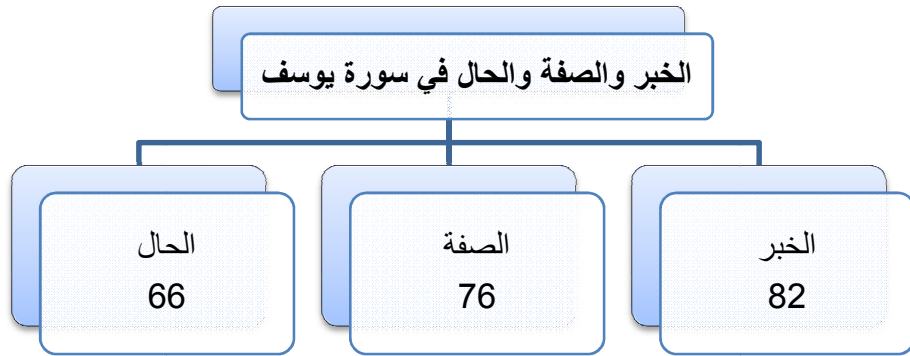 الخبر والصفة والحال في سورة يوسف
الخبر
82
الصفة
76
الحال
66